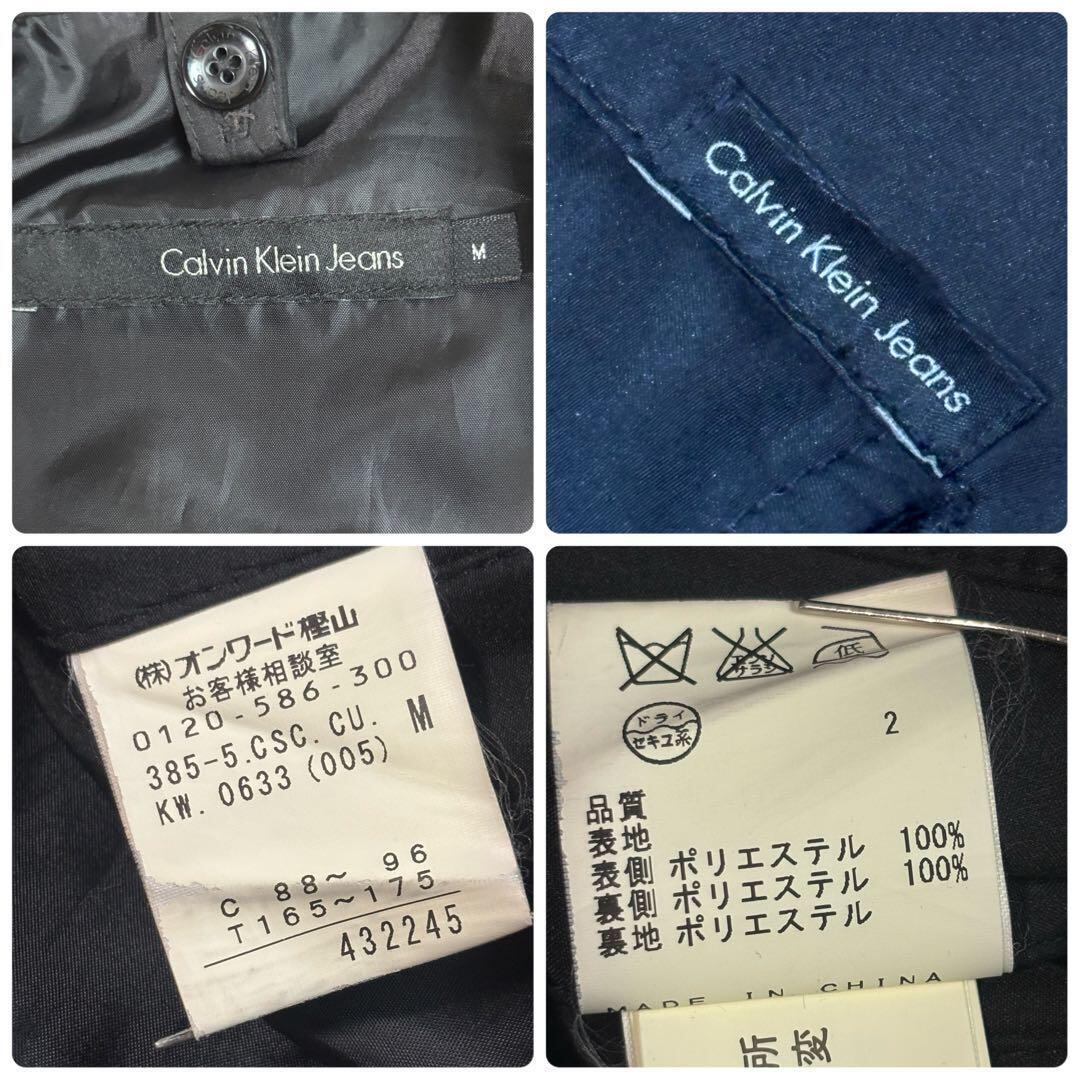 Calvin Klein Jeans
M
Calvin Klein Jeans
(株)オンワード樫山
お客様相談室
0120-586-300
385-5.CSC.CU. M
KW.0633(005)
C 88～ 96
T 165～175
432245
低
ドライ
セキユ系
2
品質
表地
表側 ポリエステル 100%
裏側 ポリエステル 100%
裏地 ポリエステル
MADE IN CHINA
所変